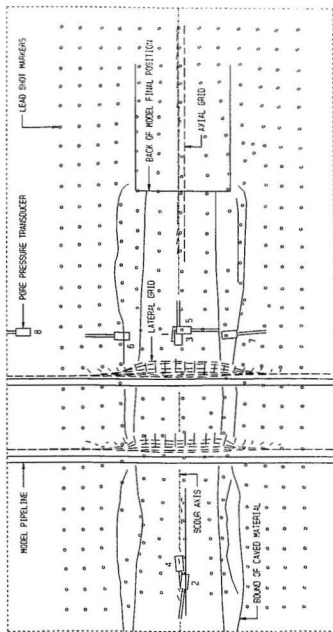 LEAD SHOT MARKERS
PORE PRESSURE TRANSDUCER
MODEL PIPELINE
BACK OF MODEL FINAL POSITION
AXIAL GRID
LATERAL GRID
SCOUR AXIS
BOUND OF CAVED MATERIAL
8
6
1
3
5
7
4
2